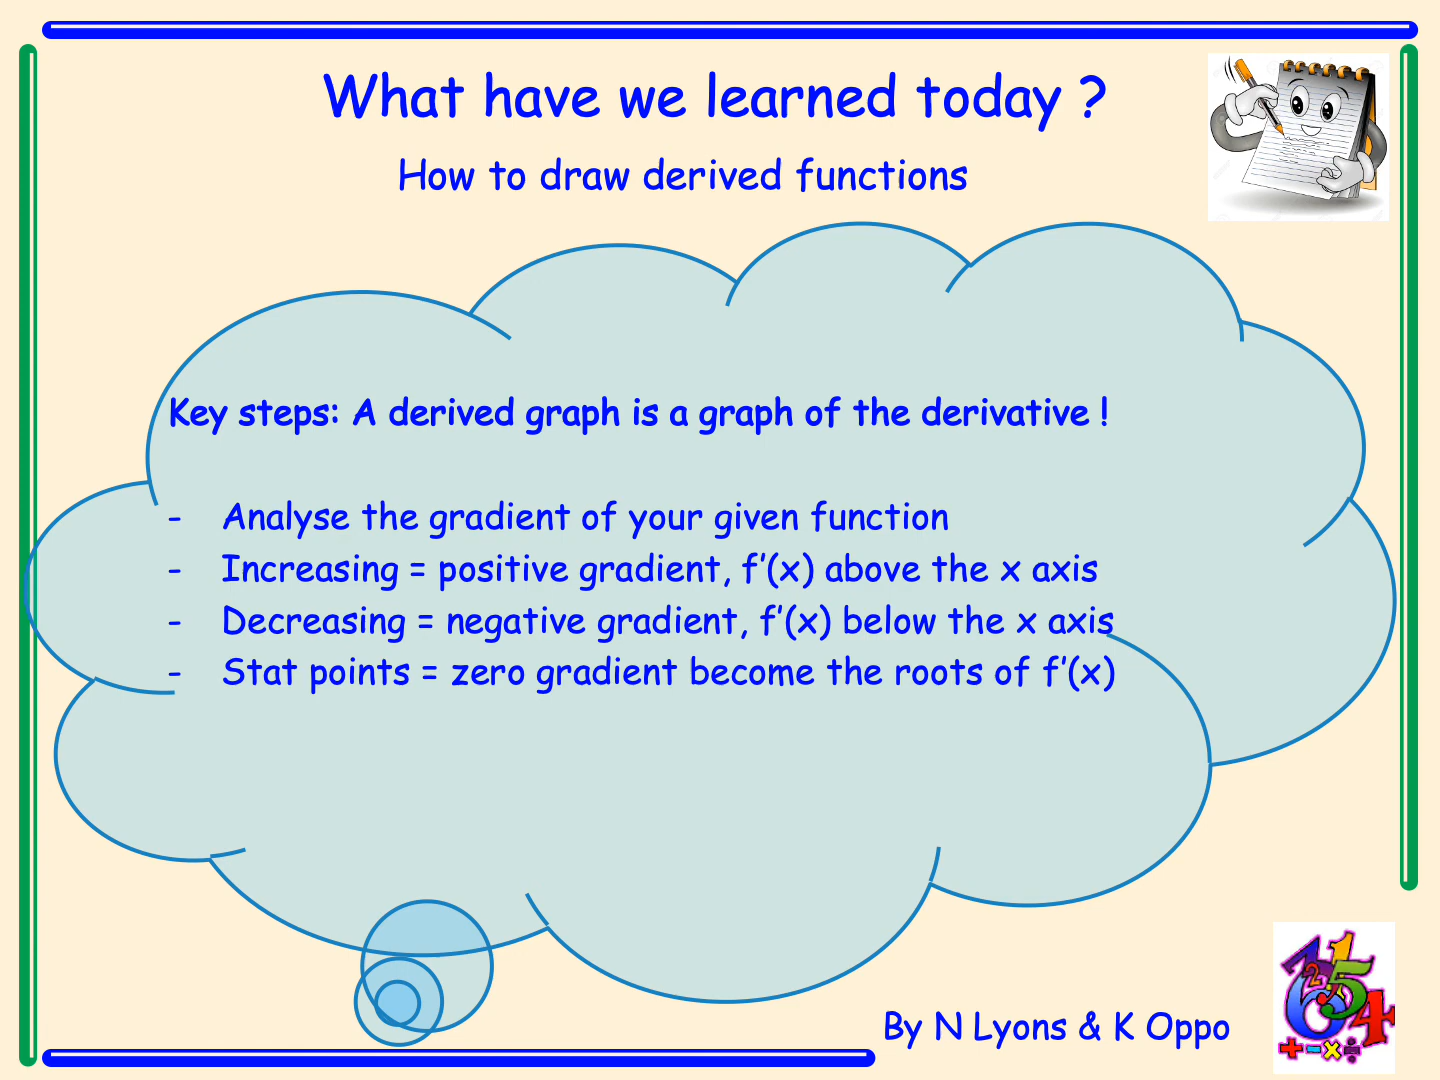 What have we learned today ?
How to draw derived functions
Key steps: A derived graph is a graph of the derivative !
- Analyse the gradient of your given function
- Increasing = positive gradient, f’(x) above the x axis
- Decreasing = negative gradient, f’(x) below the x axis
- Stat points = zero gradient become the roots of f’(x)
By N Lyons & K Oppo